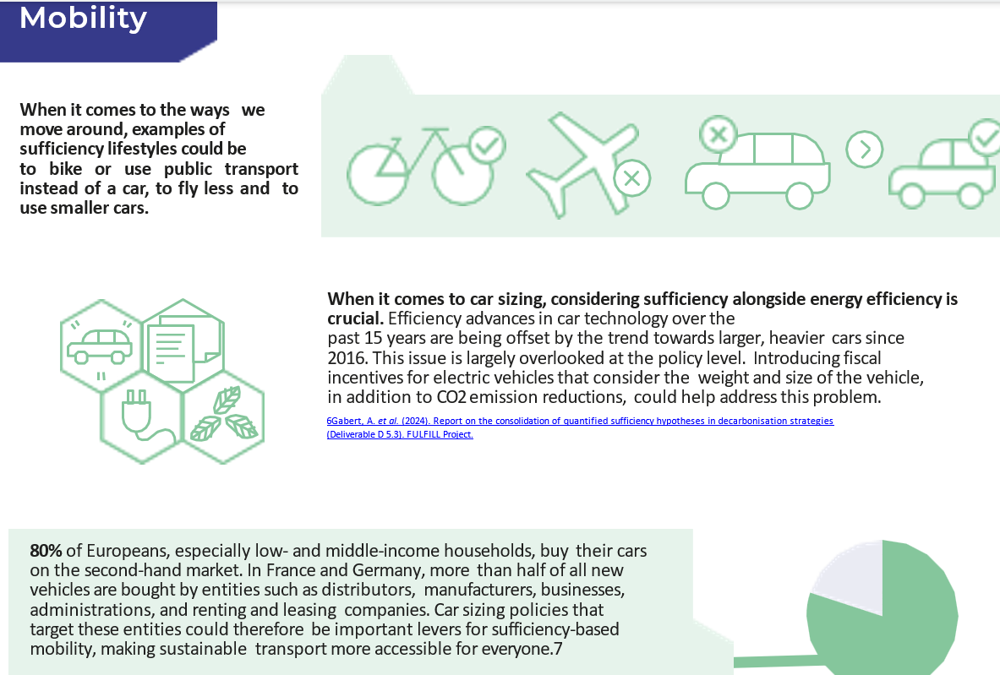 Mobility
When it comes to the ways we
move around, examples of
sufficiency lifestyles could be
to bike or use public transport
instead of a car, to fly less and to
use smaller cars.
When it comes to car sizing, considering sufficiency alongside energy efficiency is
crucial. Efficiency advances in car technology over the
past 15 years are being offset by the trend towards larger, heavier cars since
2016. This issue is largely overlooked at the policy level. Introducing fiscal
incentives for electric vehicles that consider the weight and size of the vehicle,
in addition to CO2 emission reductions, could help address this problem.
6Gabert, A. et al. (2024). Report on the consolidation of quantified sufficiency hypotheses in decarbonisation strategies
(Deliverable D 5.3). FULFILL Project.
80% of Europeans, especially low- and middle-income households, buy their cars
on the second-hand market. In France and Germany, more than half of all new
vehicles are bought by entities such as distributors, manufacturers, businesses,
administrations, and renting and leasing companies. Car sizing policies that
target these entities could therefore be important levers for sufficiency-based
mobility, making sustainable transport more accessible for everyone.7